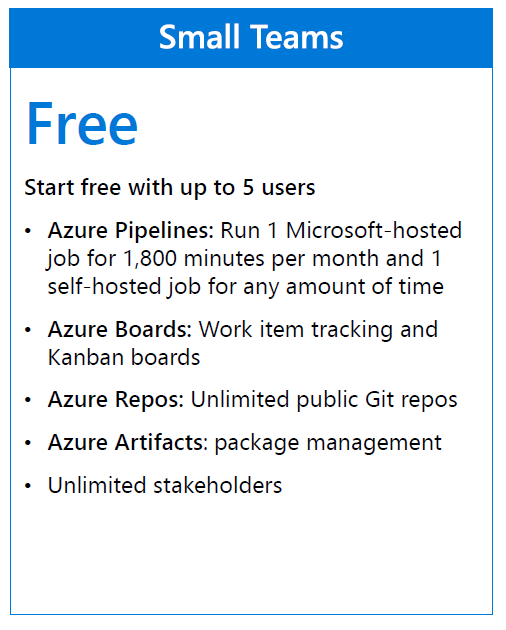 Small Teams
Free
Start free with up to 5 users
• Azure Pipelines: Run 1 Microsoft-hosted
job for 1,800 minutes per month and 1
self-hosted job for any amount of time
• Azure Boards: Work item tracking and
Kanban boards
• Azure Repos: Unlimited public Git repos
• Azure Artifacts: package management
• Unlimited stakeholders